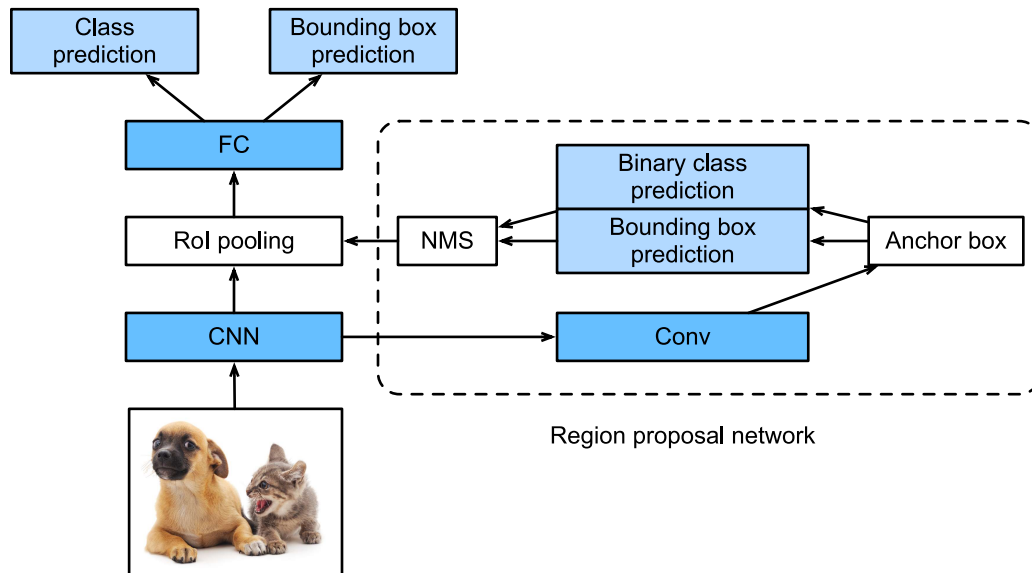 Class
prediction
Bounding box
prediction
FC
Binary class
prediction
RoI pooling
NMS
Bounding box
prediction
Anchor box
CNN
Conv
Region proposal network